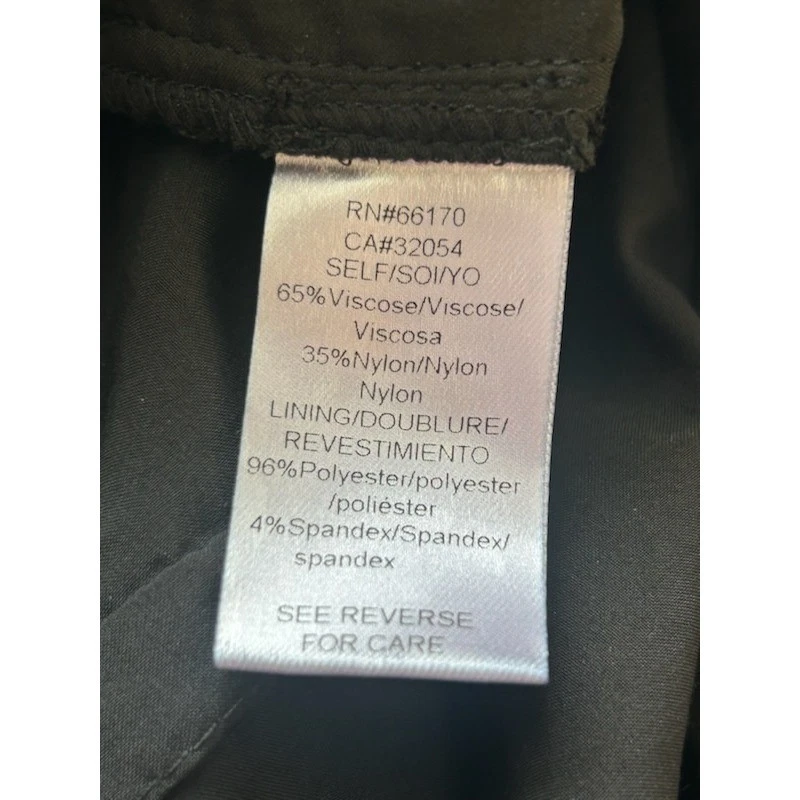 RN#66170
CA#32054
SELF/SOI/YO
65%Viscose/Viscose/
Viscosa
35%Nylon/Nylon
Nylon
LINING/DOUBLURE/
REVESTIMIENTO
96%Polyester/polyester
/poliéster
4%Spandex/Spandex/
spandex
SEE REVERSE
FOR CARE